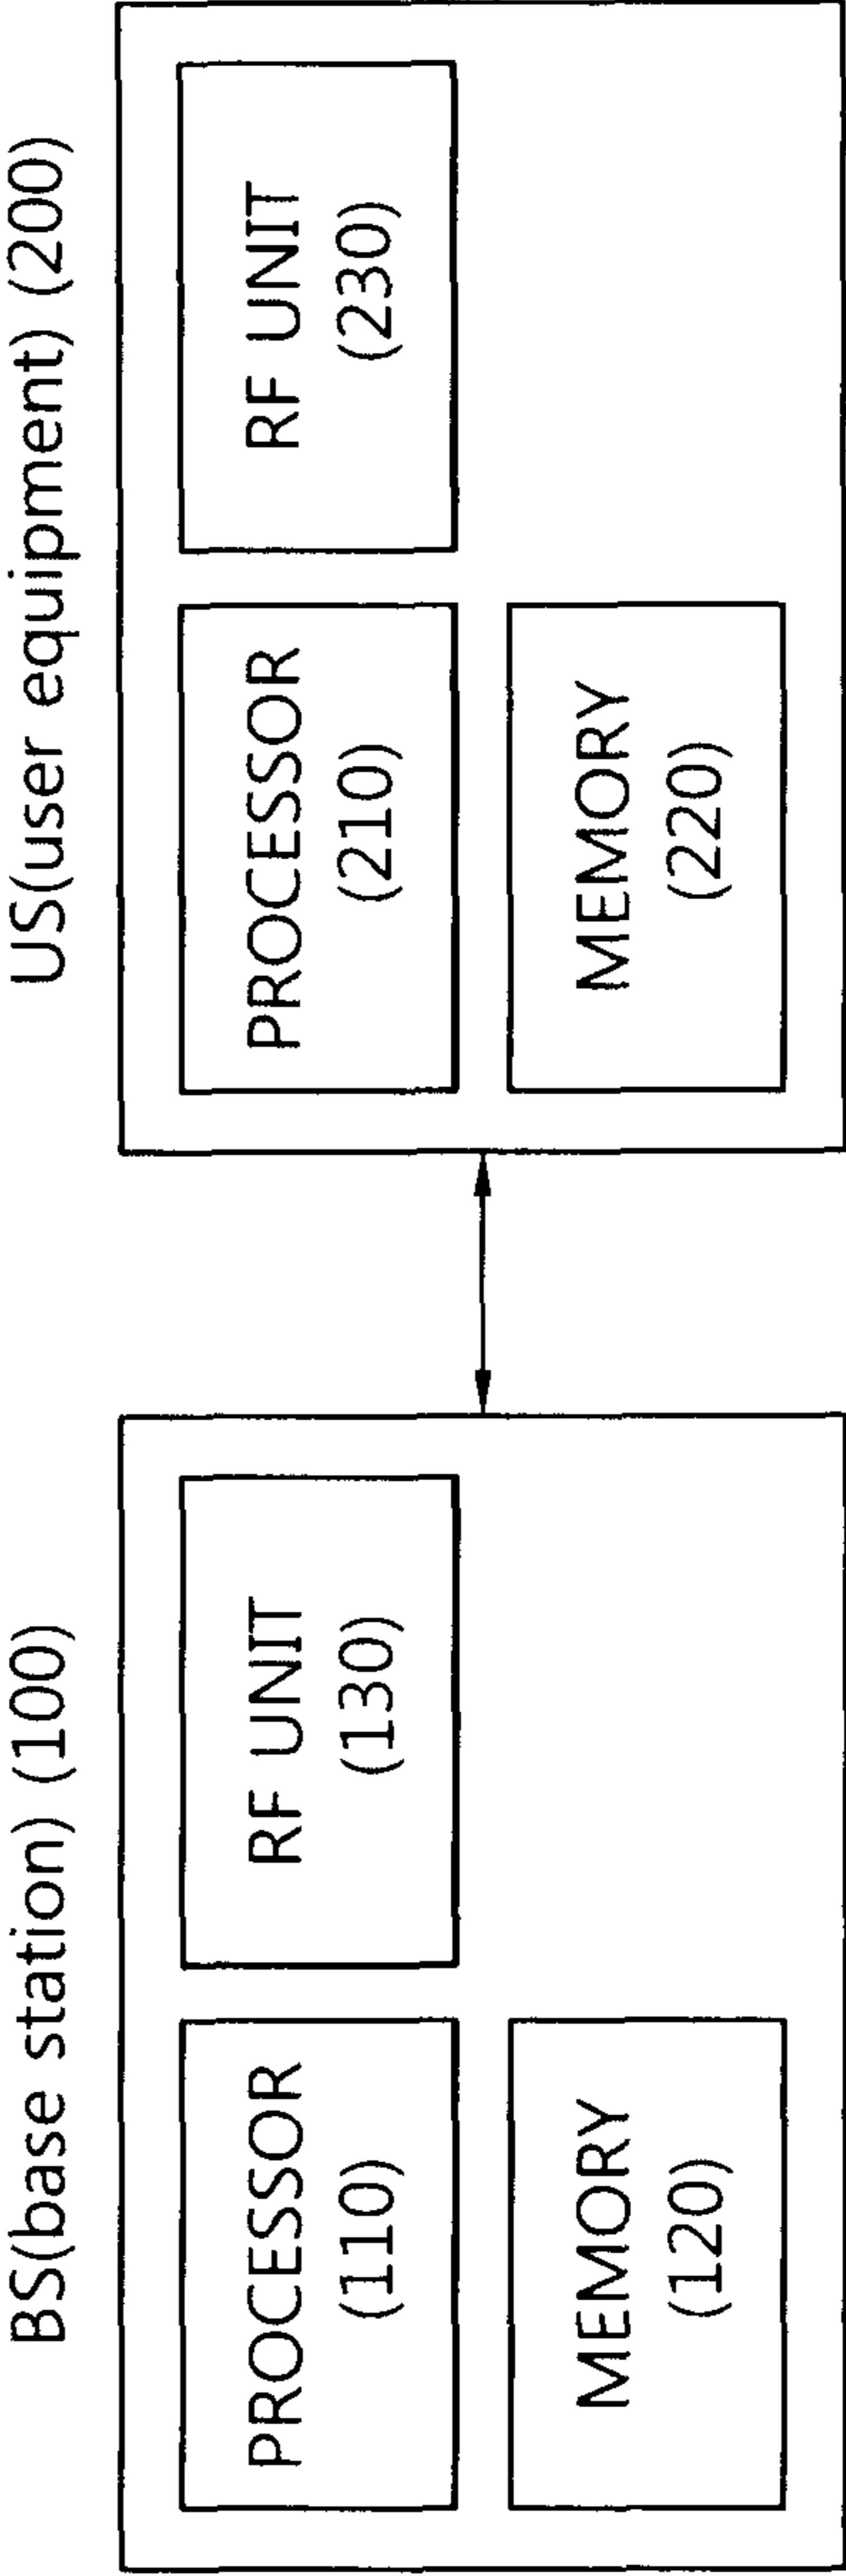 BS(base station) (100)
PROCESSOR
(110)
RF UNIT
(130)
MEMORY
(120)
US(user equipment) (200)
PROCESSOR
(210)
RF UNIT
(230)
MEMORY
(220)